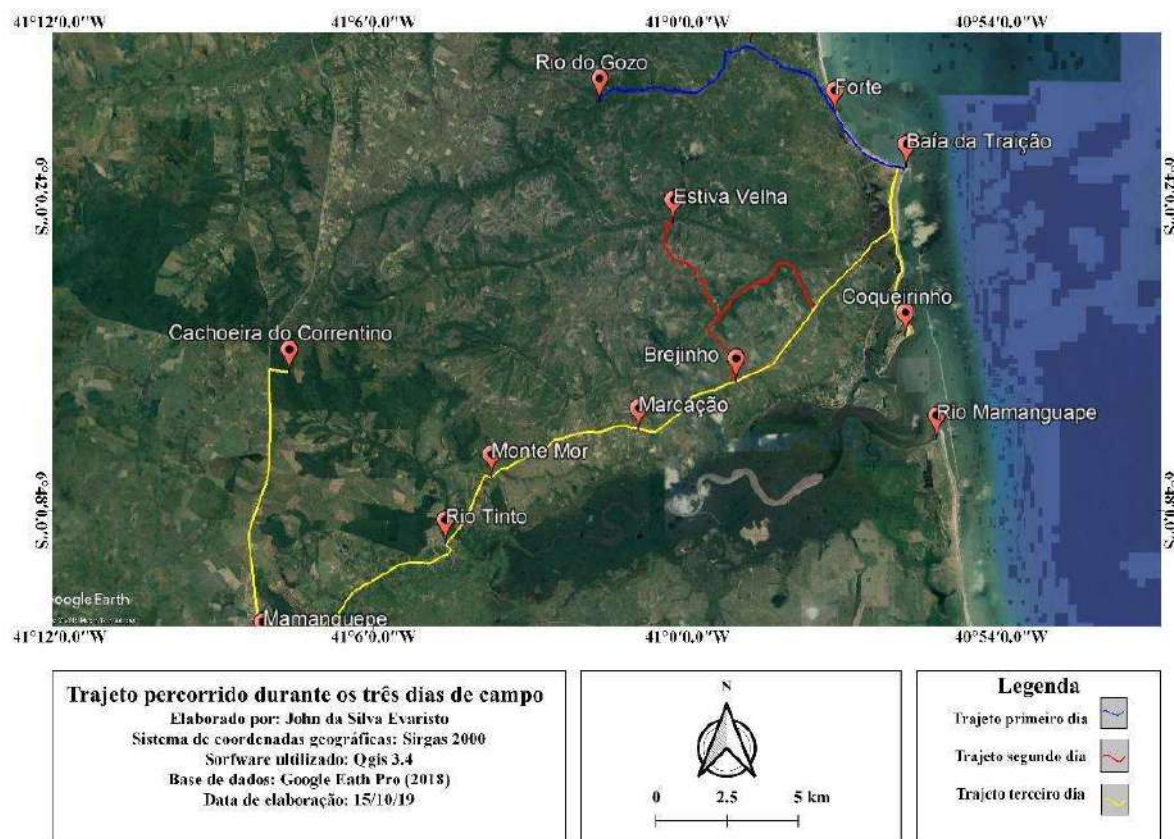 41°12'0.0"W 41°6'0.0"W 41°0'0.0"W 40°54'0.0"W
Rio do Gozo
Forte
Baía da Traição
6°42'0.0"S 6°42'0.0"S
Estiva Velha
Coqueirinho
Cachoeira do Correntino
Brejinho
Marcação
Rio Mamanguape
Monte Mor
6°48'0.0"S 6°48'0.0"S
Rio Tinto
oogle Earth
Mamanguepe
41°12'0.0"W 41°6'0.0"W 41°0'0.0"W 40°54'0.0"W
Trajeto percorrido durante os três dias de campo
Elaborado por: John da Silva Evaristo
Sistema de coordenadas geográficas: Sirgas 2000
Sorfware ultilizado: Qgis 3.4
Base de dados: Google Eath Pro (2018)
Data de elaboração: 15/10/19
N
0 2.5 5 km
Legenda
Trajeto primeiro dia
Trajeto segundo dia
Trajeto terceiro dia